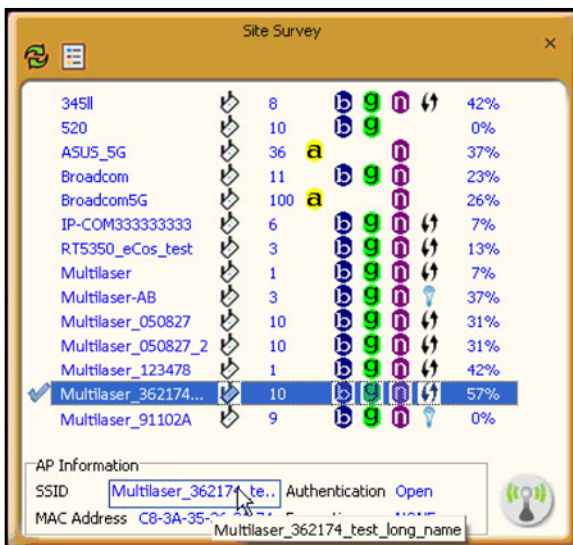 Site Survey
345ll 8 b g n 42%
520 10 b g 0%
ASUS_5G 36 a n 37%
Broadcom 11 b g n 23%
Broadcom5G 100 a n 26%
IP-COM333333333 6 b g n 7%
RT5350_eCos_test 3 b g n 13%
Multilaser 1 b g n 7%
Multilaser-AB 3 b g n 37%
Multilaser_050827 10 b g n 31%
Multilaser_050827_2 10 b g n 31%
Multilaser_123478 1 b g n 42%
Multilaser_362174... 10 b g n 57%
Multilaser_91102A 9 b g n 0%
AP Information
SSID Multilaser_362174_te.. Authentication Open
MAC Address C8-3A-35-
Multilaser_362174_test_long_name